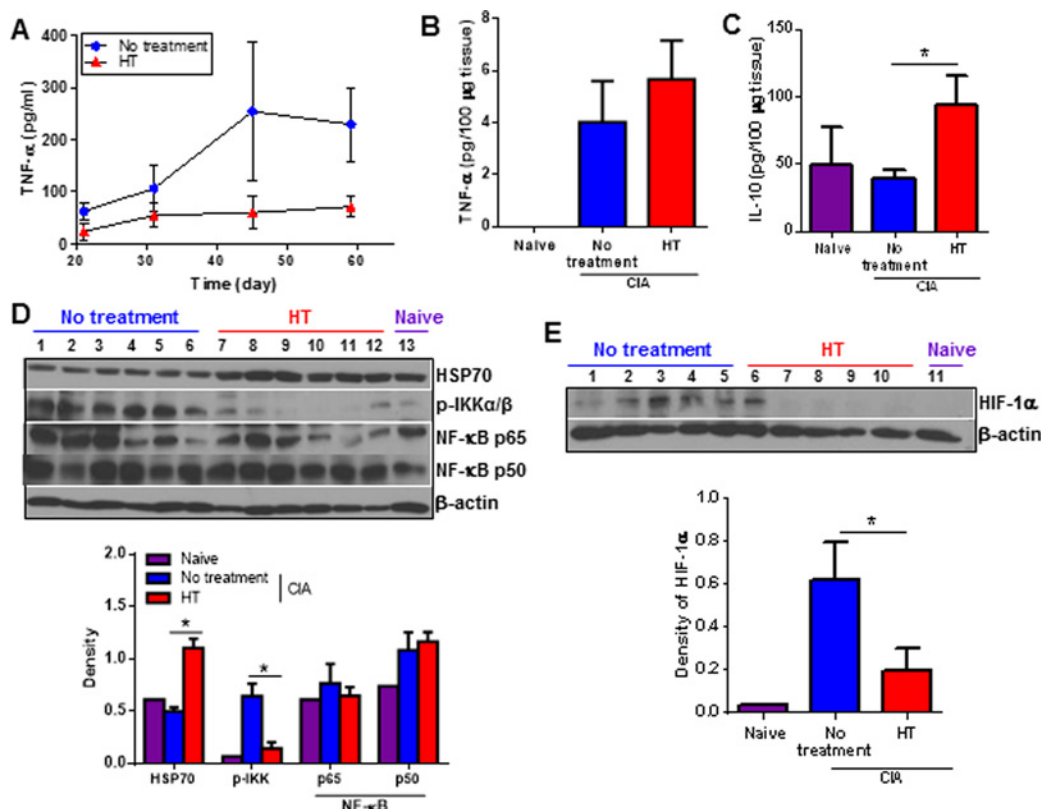 A
No treatment
HT
TNF-α (pg/ml)
400
300
200
100
0
20 30 40 50 60
Time (day)
B
TNF-α (pg/100 µg tissue)
8
6
4
2
0
Naive No treatment HT
CIA
C
IL-10 (pg/100 µg tissue)
150
100
50
0
Naive No treatment HT
CIA
*
D
No treatment HT Naive
1 2 3 4 5 6 7 8 9 10 11 12 13
HSP70
p-IKKα/β
NF-κB p65
NF-κB p50
β-actin
Naive
No treatment
HT
CIA
Density
2.0
1.5
1.0
0.5
0.0
*
*
HSP70 p-IKK p65 p50
NF-κB
E
No treatment HT Naive
1 2 3 4 5 6 7 8 9 10 11
HIF-1α
β-actin
Density of HIF-1α
1.0
0.8
0.6
0.4
0.2
0.0
*
Naive No treatment HT
CIA